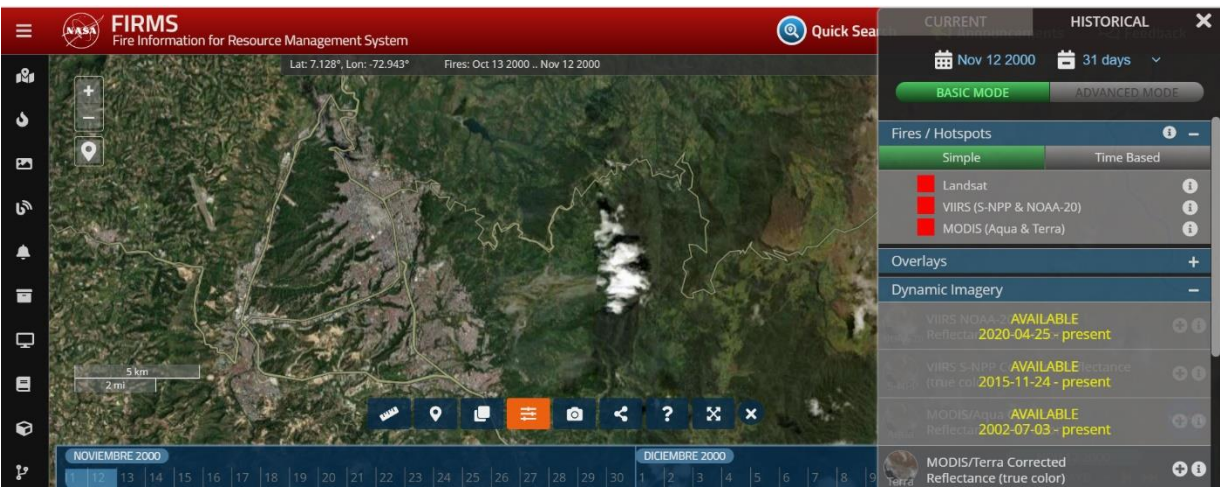 NASA
FIRMS
Fire Information for Resource Management System
Quick Sea
Lat: 7.128°, Lon: -72.943°
Fires: Oct 13 2000 .. Nov 12 2000
+
−
5 km
2 mi
NOVIEMBRE 2000
DICIEMBRE 2000
11 12 13 14 15 16 17 18 19 20 21 22 23 24 25 26 27 28 29 30 1 2 3 4 5 6 7 8 9
CURRENT
HISTORICAL
Feedback
Nov 12 2000
31 days
BASIC MODE
ADVANCED MODE
Fires / Hotspots
Simple
Time Based
Landsat
VIIRS (S-NPP & NOAA-20)
MODIS (Aqua & Terra)
Overlays
Dynamic Imagery
AVAILABLE
2020-04-25 - present
AVAILABLE
2015-11-24 - present
AVAILABLE
2002-07-03 - present
MODIS/Terra Corrected
Reflectance (true color)
Terra